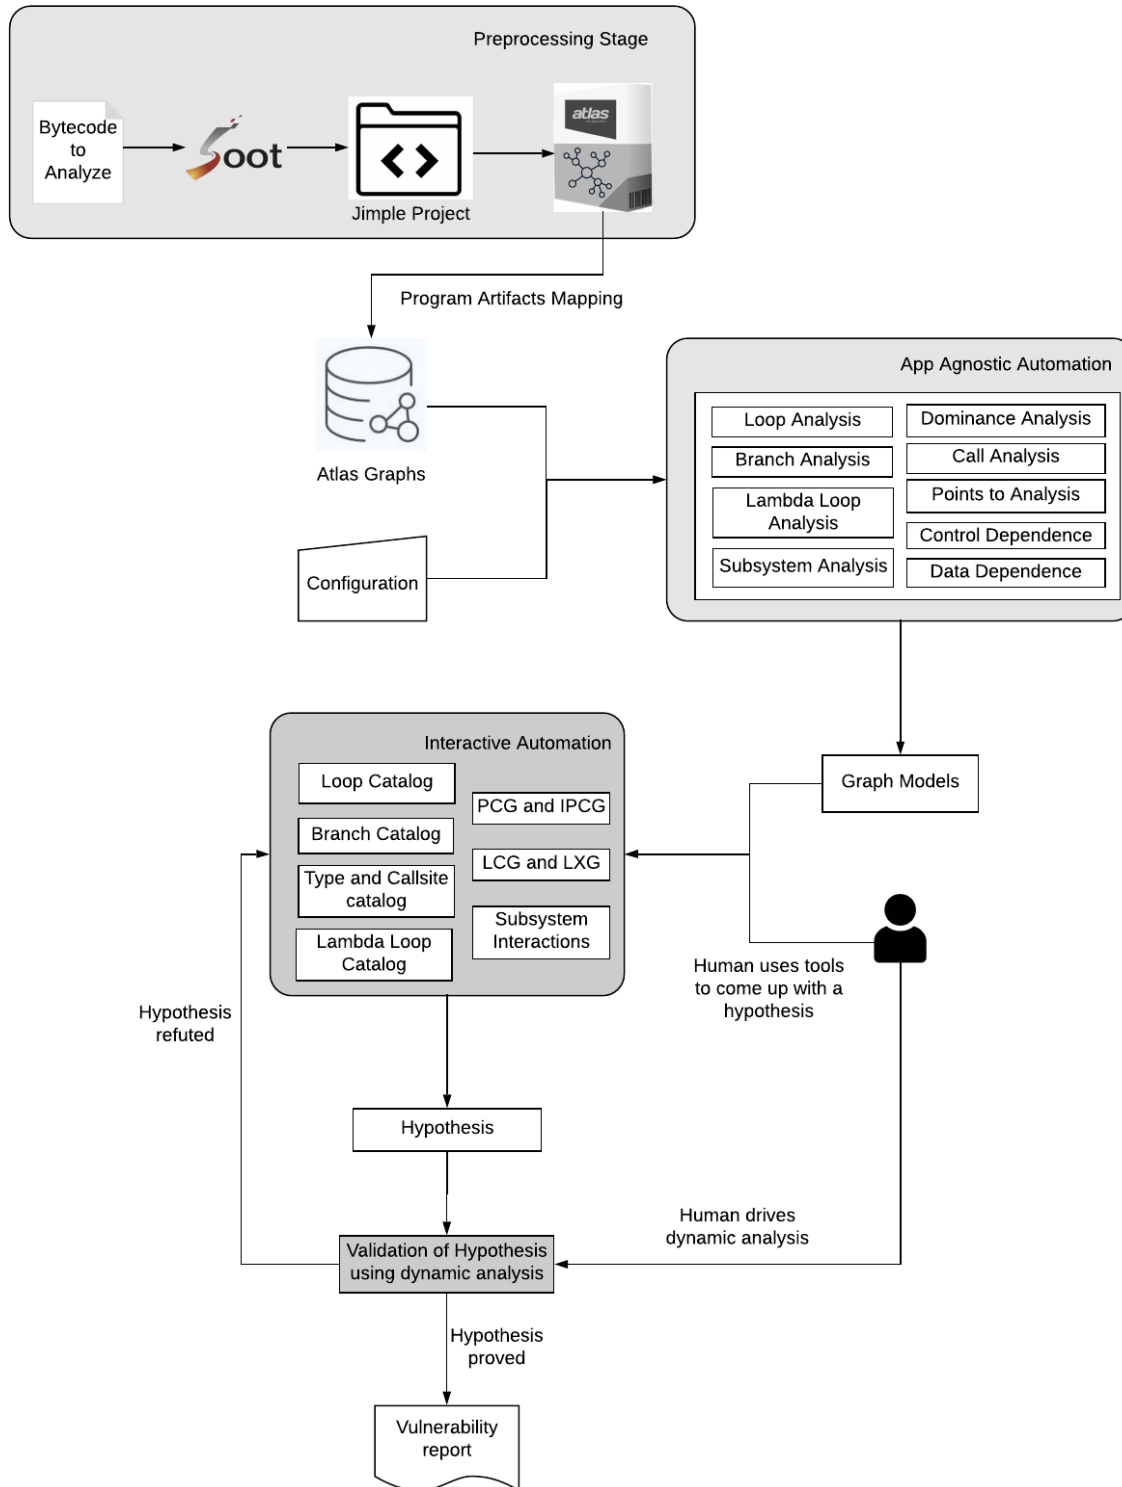 Preprocessing Stage
Bytecode
to
Analyze
Soot
Jimple Project
atlas
Program Artifacts Mapping
Atlas Graphs
Configuration
App Agnostic Automation
Loop Analysis
Branch Analysis
Lambda Loop
Analysis
Subsystem Analysis
Dominance Analysis
Call Analysis
Points to Analysis
Control Dependence
Data Dependence
Graph Models
Interactive Automation
Loop Catalog
Branch Catalog
Type and Callsite
catalog
Lambda Loop
Catalog
PCG and IPCG
LCG and LXG
Subsystem
Interactions
Human uses tools
to come up with a
hypothesis
Hypothesis
refuted
Hypothesis
Human drives
dynamic analysis
Validation of Hypothesis
using dynamic analysis
Hypothesis
proved
Vulnerability
report